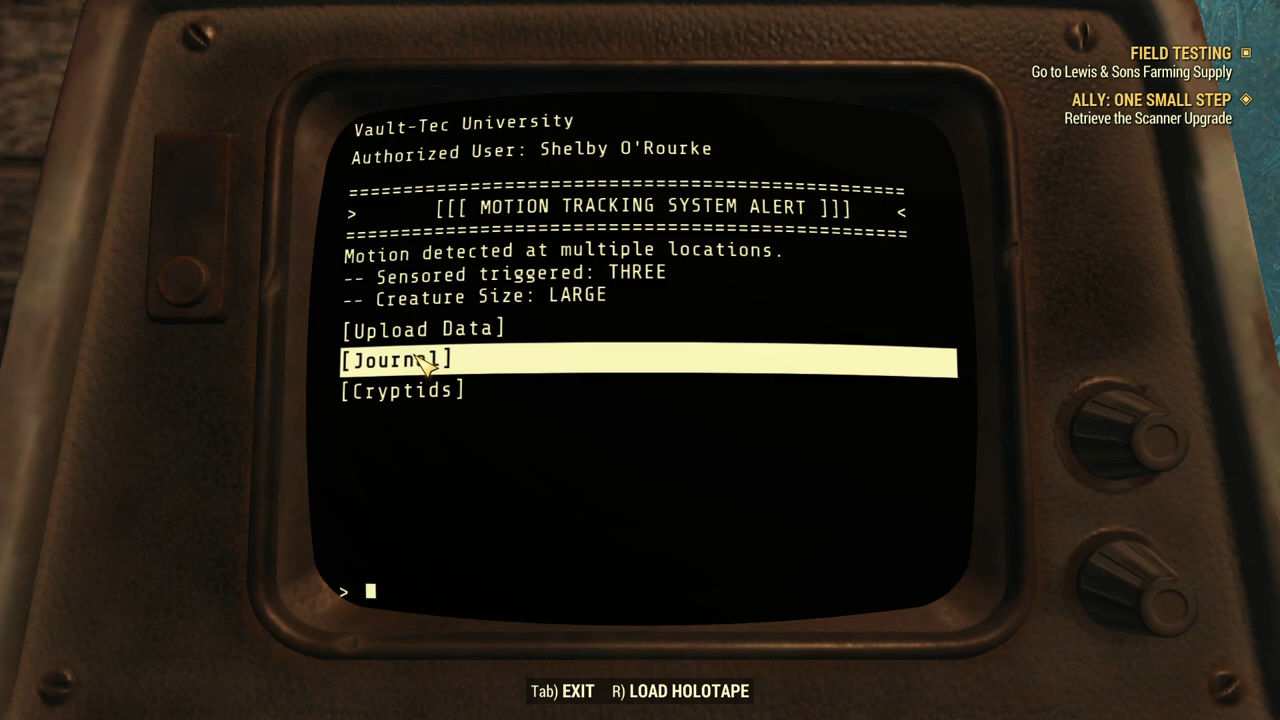 FIELD TESTING
Go to Lewis & Sons Farming Supply
ALLY: ONE SMALL STEP
Retrieve the Scanner Upgrade
Vault-Tec University
Authorized User: Shelby O'Rourke
====================================================
> [[[ MOTION TRACKING SYSTEM ALERT ]]] <
====================================================
Motion detected at multiple locations.
-- Sensored triggered: THREE
-- Creature Size: LARGE
[Upload Data]
[Journal]
[Cryptids]
>
Tab) EXIT R) LOAD HOLOTAPE